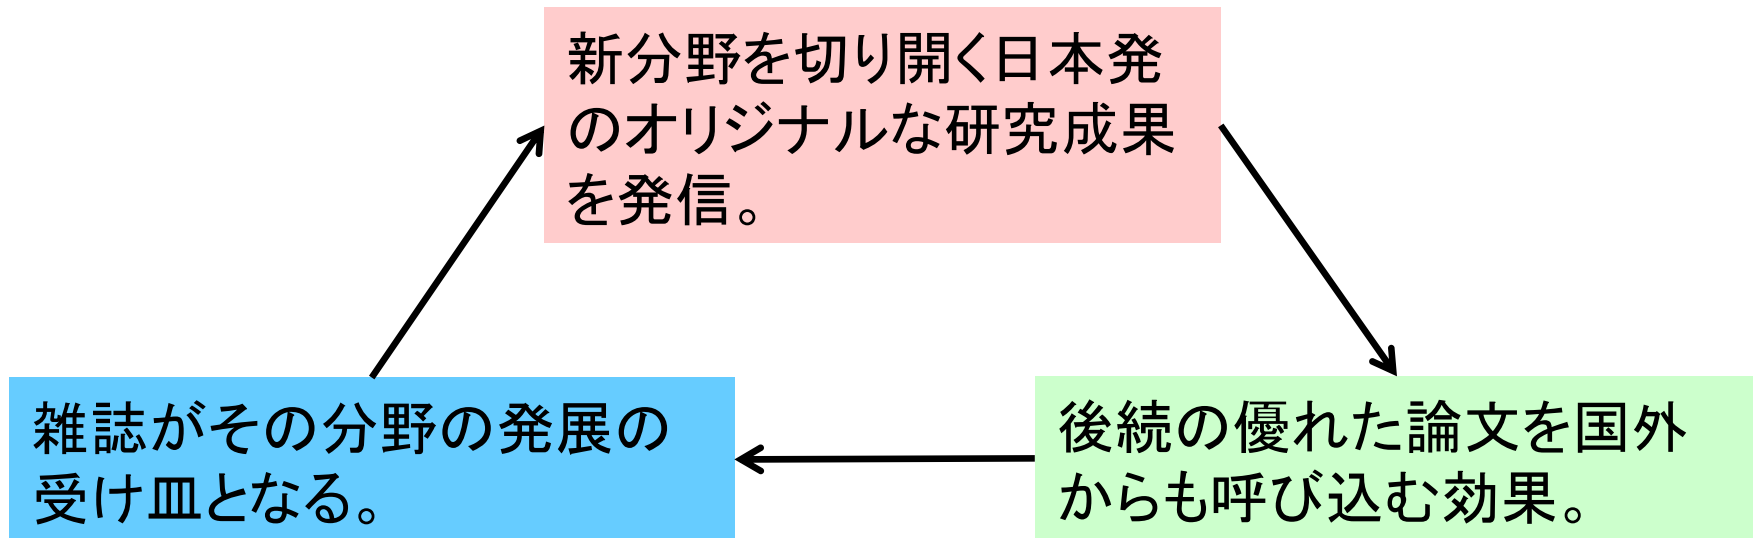 新分野を切り開く日本発
のオリジナルな研究成果
を発信。
後続の優れた論文を国外
からも呼び込む効果。
雑誌がその分野の発展の
受け皿となる。